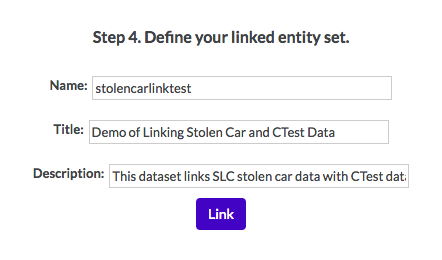 Step 4. Define your linked entity set.
Name: stolencarlinktest
Title: Demo of Linking Stolen Car and CTest Data
Description: This dataset links SLC stolen car data with CTest data
Link